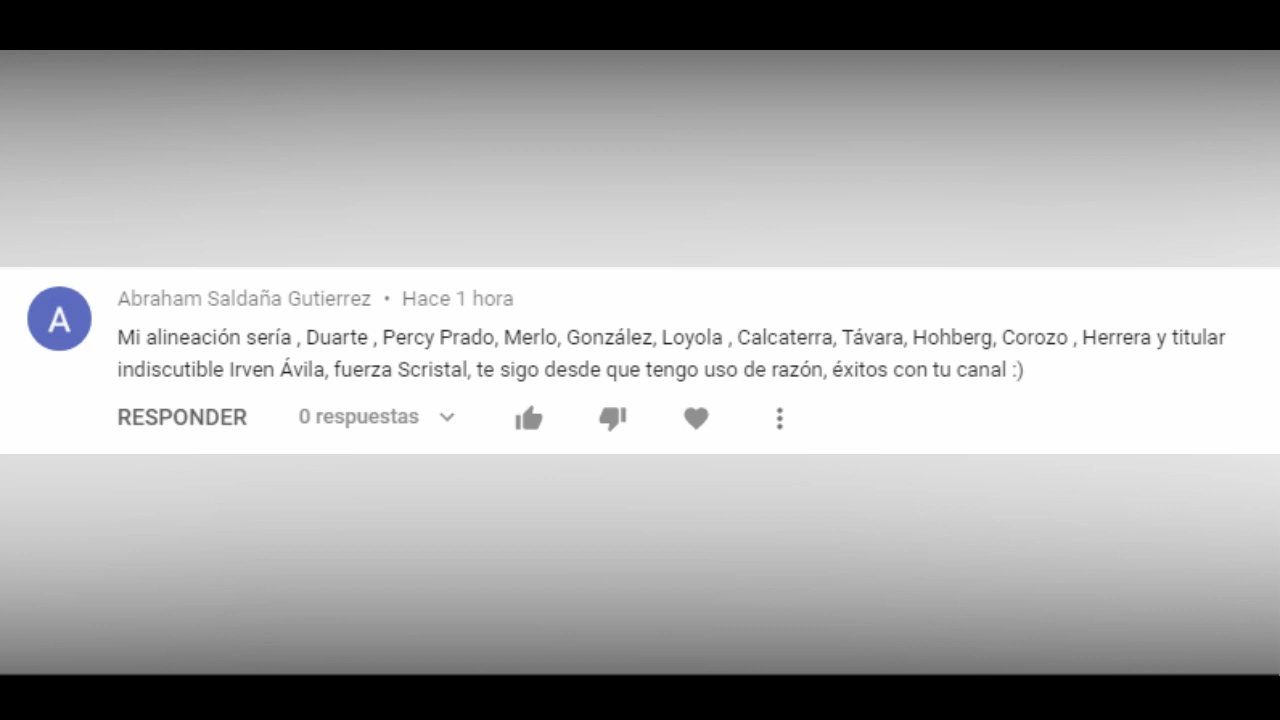 A
Abraham Saldaña Gutierrez • Hace 1 hora
Mi alineación sería , Duarte , Percy Prado, Merlo, González, Loyola , Calcaterra, Távara, Hohberg, Corozo , Herrera y titular
indiscutible Irven Ávila, fuerza Scristal, te sigo desde que tengo uso de razón, éxitos con tu canal :)
RESPONDER 0 respuestas